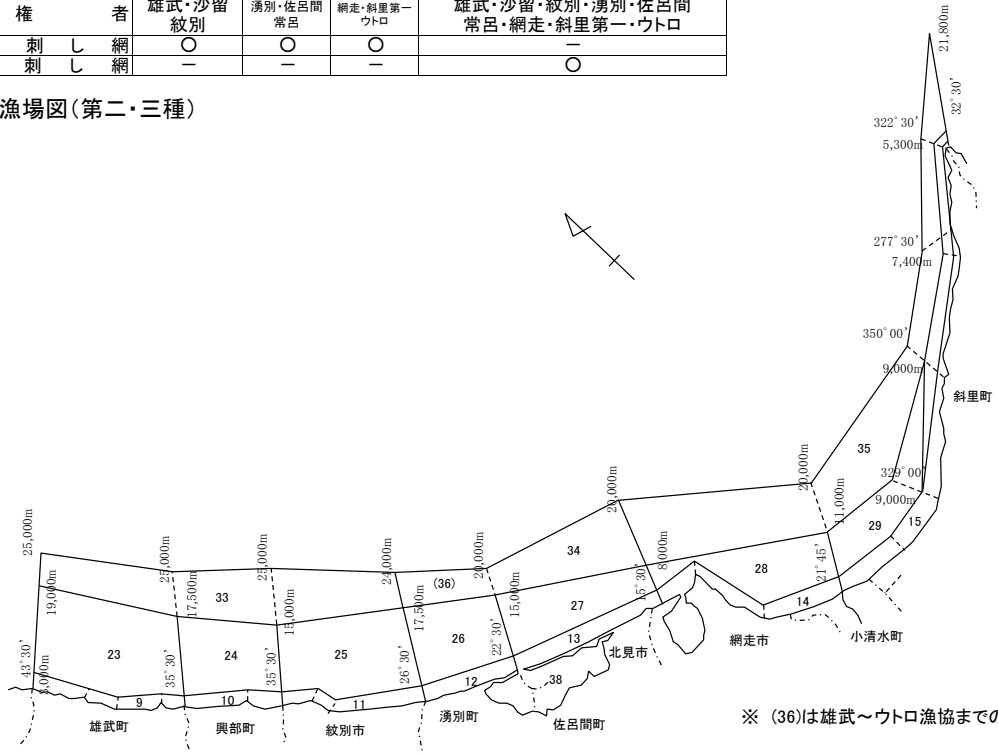 権 者 雄武・沙留 紋別 湧別・佐呂間 常呂 網走・斜里第一 ウトロ 雄武・沙留・紋別・湧別・佐呂間 常呂・網走・斜里第一・ウトロ
刺 し 網 〇 〇 〇 －
刺 し 網 － － － 〇
漁場図(第二・三種)
21,800m
32°30’
322°30’
5,300m
277°30’
7,400m
350°00’
9,000m
斜里町
35
329°00’
9,000m
15
29
11,000m
20,000m
20,000m
34
8,000m
28
21°45’
14
小清水町
網走市
25,000m
19,000m
43°30’
3,000m
23
25,000m
17,500m
33
24
35°30’
25,000m
15,000m
25
35°30’
24,000m
17,500m
(36)
26
26°30’
20,000m
15,000m
22°30’
27
13
12
38
北見市
9
10
11
雄武町
興部町
紋別市
湧別町
佐呂間町
※ (36)は雄武～ウトロ漁協までの